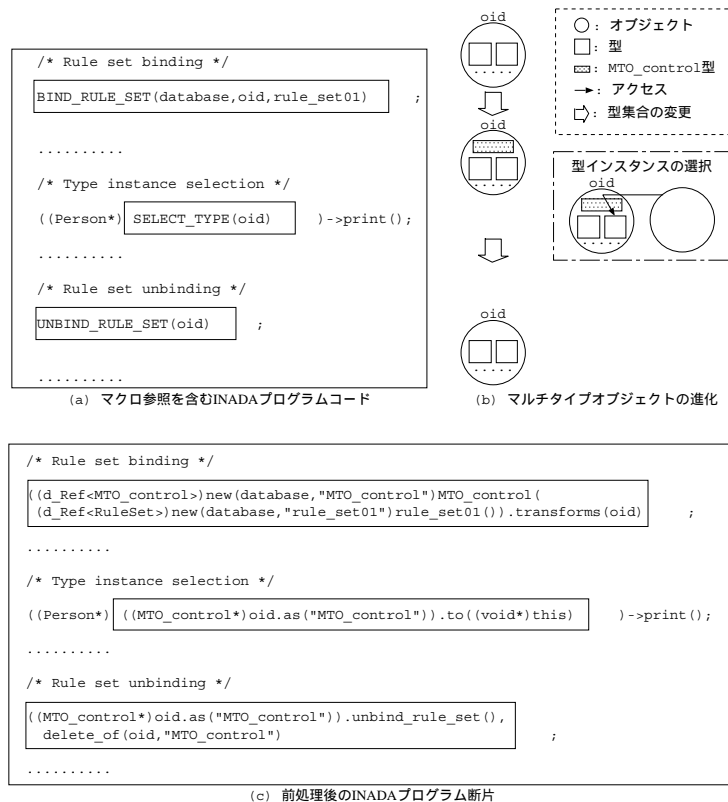 /* Rule set binding */
BIND_RULE_SET(database,oid,rule_set01) ;
..........
/* Type instance selection */
((Person*) SELECT_TYPE(oid) )->print();
..........
/* Rule set unbinding */
UNBIND_RULE_SET(oid) ;
..........
(a) マクロ参照を含むINADAプログラムコード
oid
.....
oid
.....
oid
.....
(b) マルチタイプオブジェクトの進化
: オブジェクト
: 型
: MTO_control型
: アクセス
: 型集合の変更
型インスタンスの選択
oid
.....
/* Rule set binding */
((d_Ref<MTO_control>)new(database,"MTO_control")MTO_control(
(d_Ref<RuleSet>)new(database,"rule_set01")rule_set01()).transforms(oid) ;
..........
/* Type instance selection */
((Person*) ((MTO_control*)oid.as("MTO_control")).to((void*)this) )->print();
..........
/* Rule set unbinding */
((MTO_control*)oid.as("MTO_control")).unbind_rule_set(),
delete_of(oid,"MTO_control") ;
..........
(c) 前処理後のINADAプログラム断片